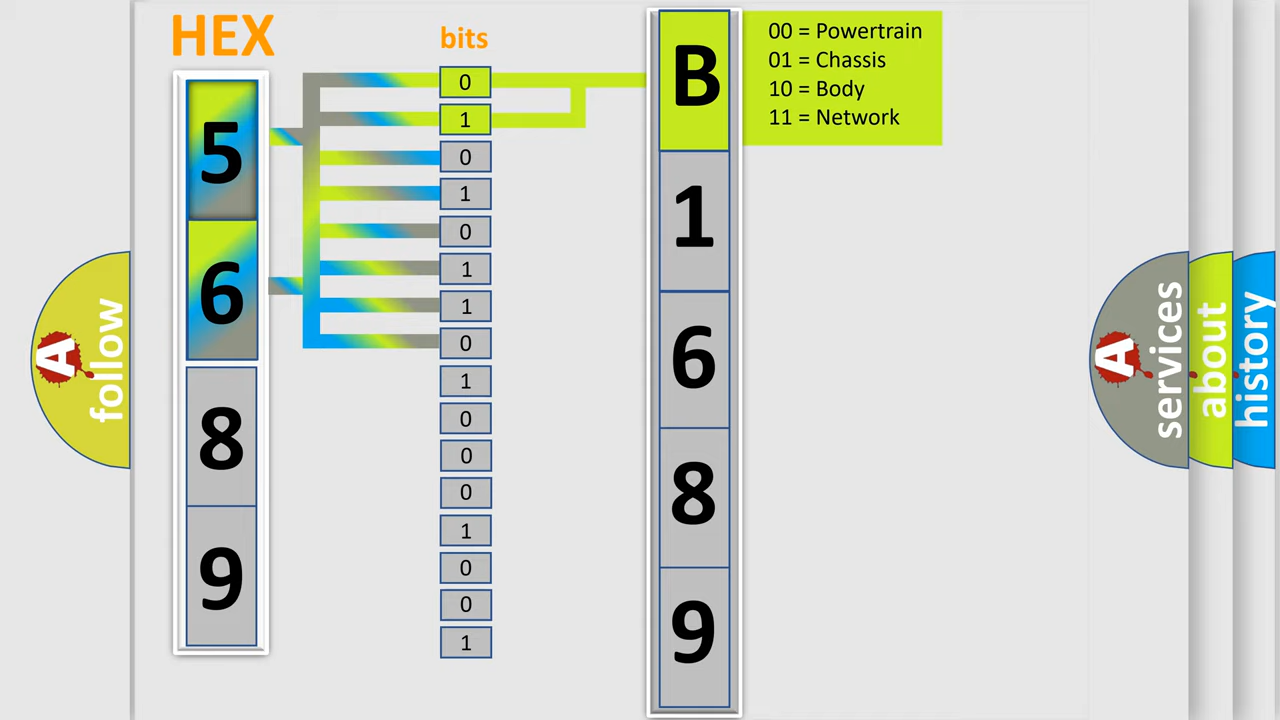 HEX
bits
5
6
8
9
0
1
0
1
0
1
1
0
1
0
0
0
1
0
0
1
B
1
6
8
9
00 = Powertrain
01 = Chassis
10 = Body
11 = Network
A
follow
A
services
about
history